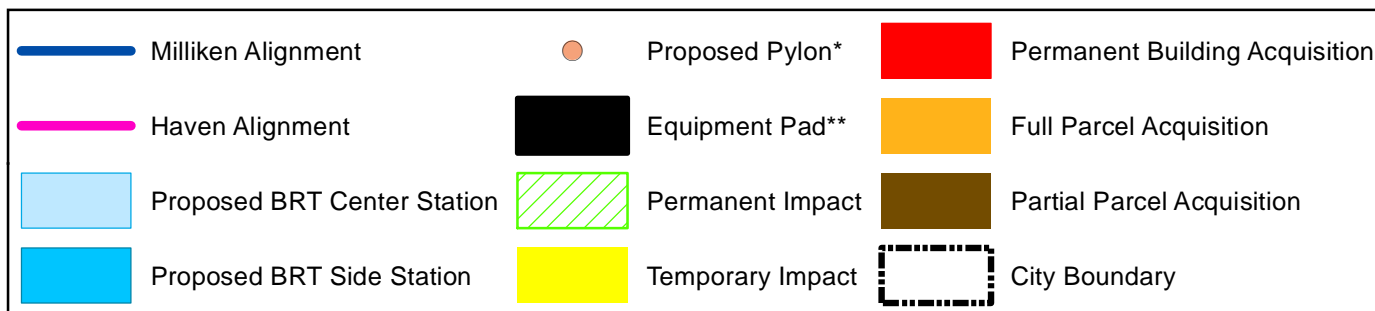 Milliken Alignment
Haven Alignment
Proposed BRT Center Station
Proposed BRT Side Station
Proposed Pylon*
Equipment Pad**
Permanent Impact
Temporary Impact
Permanent Building Acquisition
Full Parcel Acquisition
Partial Parcel Acquisition
City Boundary